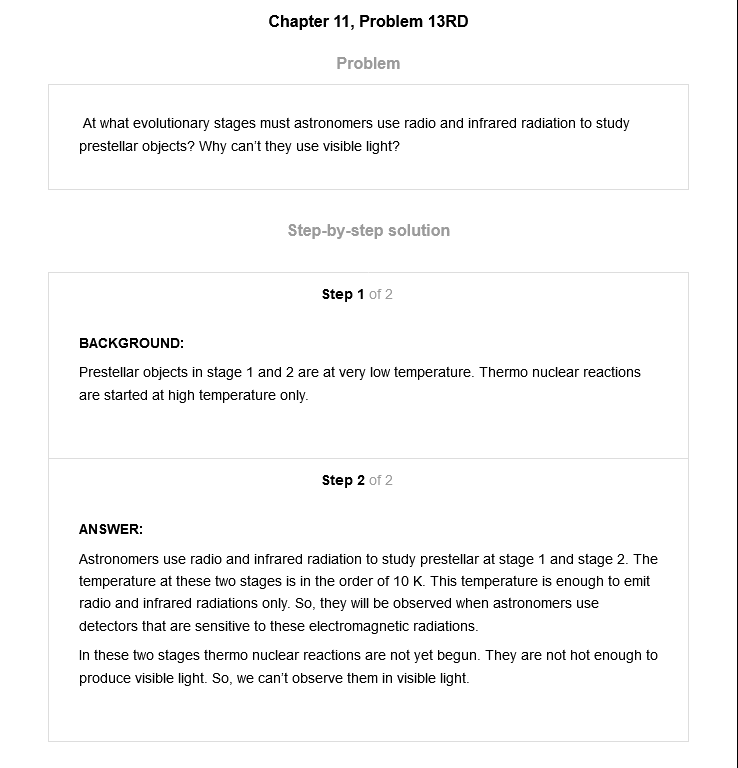 Chapter 11, Problem 13RD
Problem
At what evolutionary stages must astronomers use radio and infrared radiation to study
prestellar objects? Why can't they use visible light?
Step-by-step solution
Step 1 of 2
BACKGROUND:
Prestellar objects in stage 1 and 2 are at very low temperature. Thermo nuclear reactions
are started at high temperature only.
Step 2 of 2
ANSWER:
Astronomers use radio and infrared radiation to study prestellar at stage 1 and stage 2. The
temperature at these two stages is in the order of 10 K. This temperature is enough to emit
radio and infrared radiations only. So, they will be observed when astronomers use
detectors that are sensitive to these electromagnetic radiations.
In these two stages thermo nuclear reactions are not yet begun. They are not hot enough to
produce visible light. So, we can't observe them in visible light.